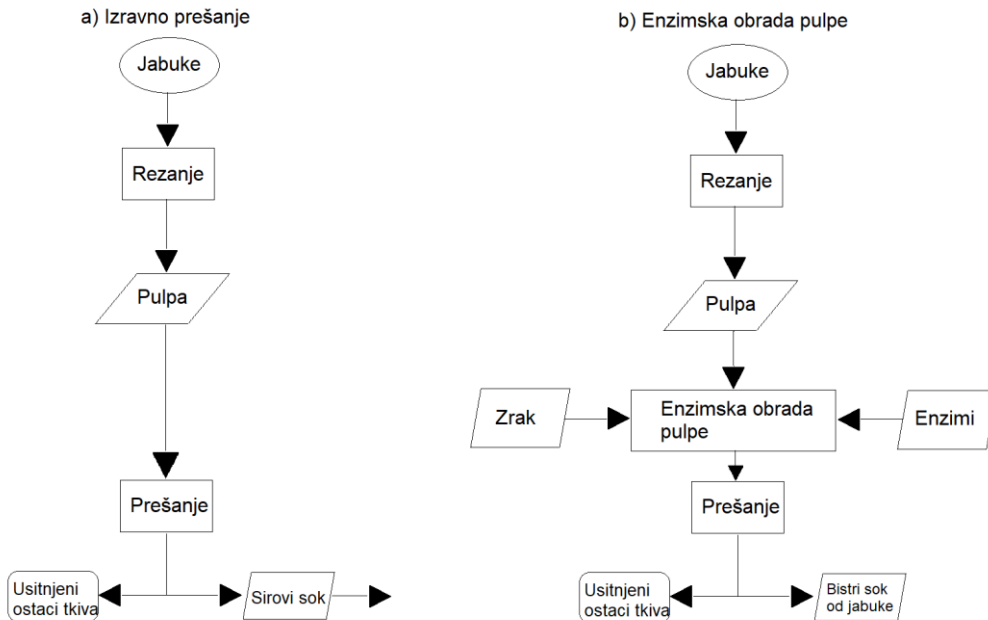 a) Izravno prešanje
Jabuke
Rezanje
Pulpa
Prešanje
Usitnjeni
ostaci tkiva
Sirovi sok
b) Enzimska obrada pulpe
Jabuke
Rezanje
Pulpa
Zrak
Enzimska obrada
pulpe
Enzimi
Prešanje
Usitnjeni
ostaci tkiva
Bistri sok
od jabuke